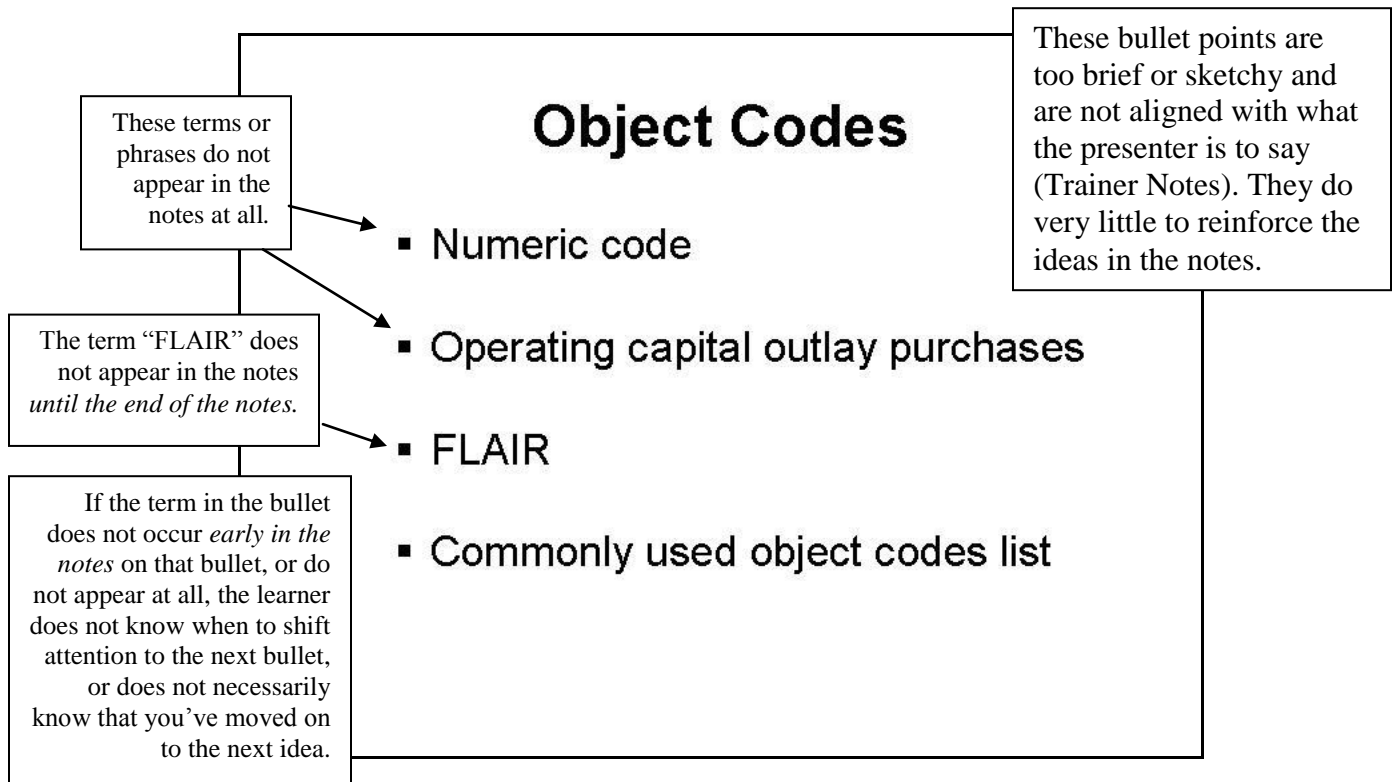 These bullet points are
too brief or sketchy and
are not aligned with what
the presenter is to say
(Trainer Notes). They do
very little to reinforce the
ideas in the notes.
These terms or
phrases do not
appear in the
notes at all.
Object Codes
▪ Numeric code
▪ Operating capital outlay purchases
The term “FLAIR” does
not appear in the notes
until the end of the notes.
▪ FLAIR
If the term in the bullet
does not occur early in the
notes on that bullet, or do
not appear at all, the learner
does not know when to shift
attention to the next bullet,
or does not necessarily
know that you’ve moved on
to the next idea.
▪ Commonly used object codes list